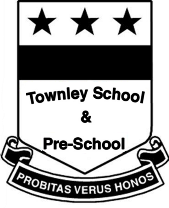 Townley School
&
Pre-School
PROBITAS VERUS HONOS